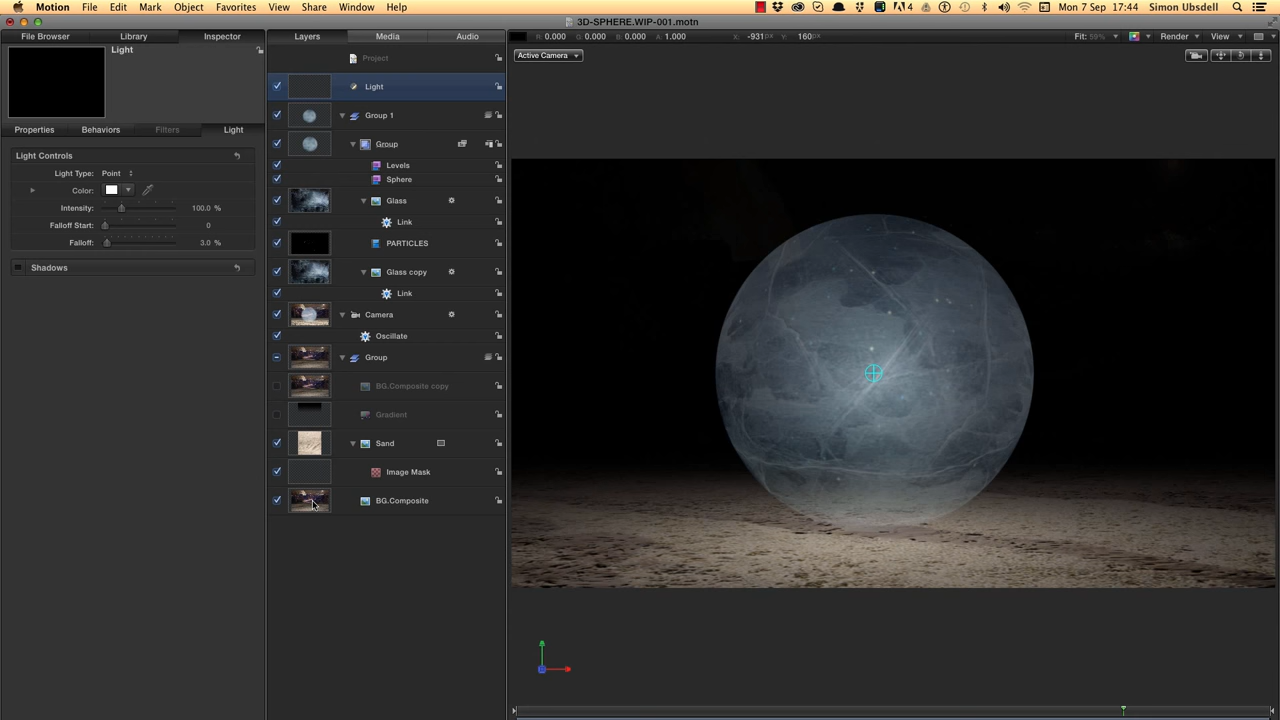 Motion File Edit Mark Object Favorites View Window Share Help 4 Mon 7 Sep 17:44 Simon Ubsdell
3D-SPHERE.WIP-001.motn
File Browser Library Inspector Layers Media Audio R: 0.000 G: 0.000 B: 0.000 A: 1.000 X: -931px Y: 160px Fit: 59% Render View
Light
Project
Active Camera
Light
Group 1
Properties Behaviors Filters Light
Group
Light Controls
Levels
Light Type: Point
Sphere
Color:
Glass
Intensity: 100.0 %
Link
Falloff Start: 0
Falloff: 3.0 %
PARTICLES
Shadows
Glass copy
Link
Camera
Oscillate
Group
BG.Composite copy
Gradient
Sand
Image Mask
BG.Composite